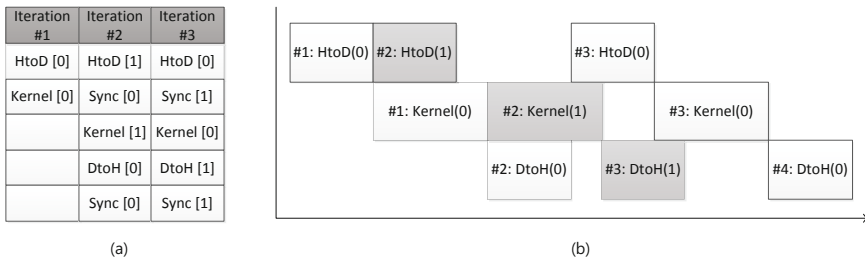 Iteration #1 Iteration #2 Iteration #3
HtoD [0] HtoD [1] HtoD [0]
Kernel [0] Sync [0] Sync [1]
Kernel [1] Kernel [0]
DtoH [0] DtoH [1]
Sync [0] Sync [1]
(a)
#1: HtoD(0) #2: HtoD(1) #3: HtoD(0)
#1: Kernel(0) #2: Kernel(1) #3: Kernel(0)
#2: DtoH(0) #3: DtoH(1) #4: DtoH(0)
(b)